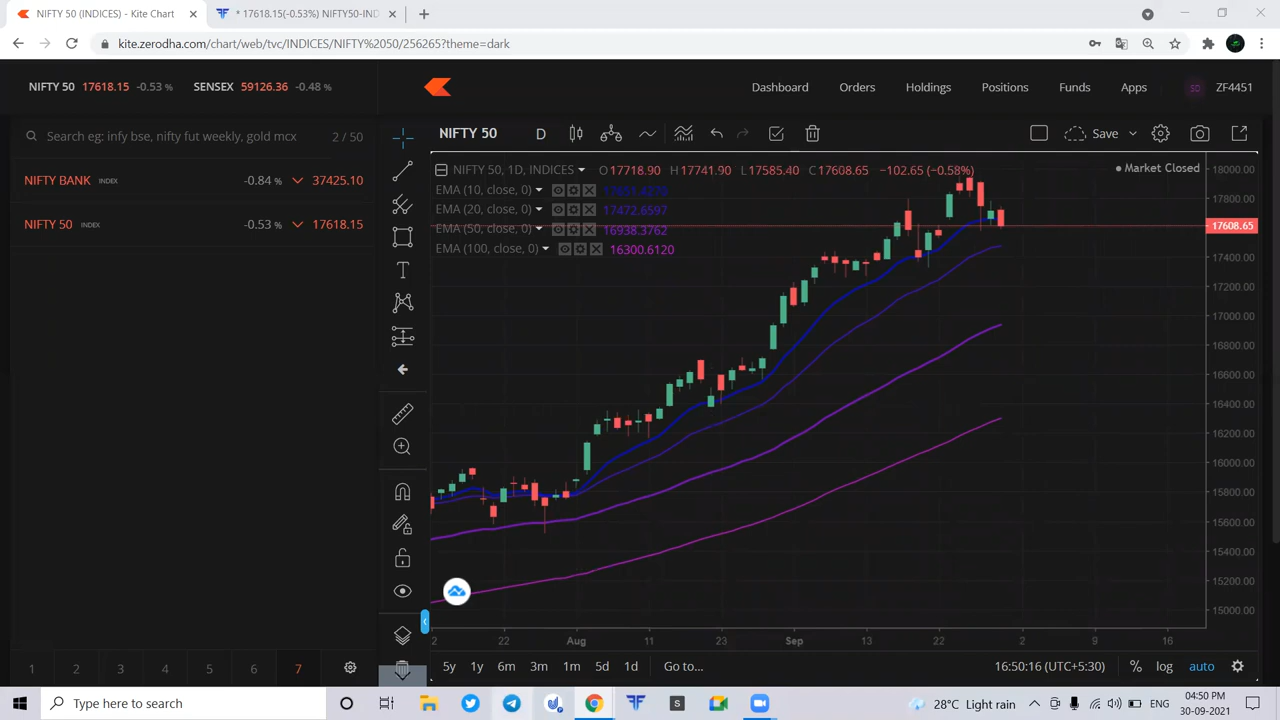 NIFTY 50 (INDICES) - Kite Chart
* 17618.15(-0.53%) NIFTY50-IND
kite.zerodha.com/chart/web/tvc/INDICES/NIFTY%2050/256265?theme=dark
NIFTY 50 17618.15 -0.53 % SENSEX 59126.36 -0.48 %
Dashboard Orders Holdings Positions Funds Apps ZF4451
Search eg: infy bse, nifty fut weekly, gold mcx 2 / 50
NIFTY 50 D Save
NIFTY BANK INDEX -0.84 % 37425.10
NIFTY 50 INDEX -0.53 % 17618.15
NIFTY 50, 1D, INDICES O17718.90 H17741.90 L17585.40 C17608.65 −102.65 (−0.58%)
Market Closed
EMA (10, close, 0)
EMA (20, close, 0) 17472.6597
EMA (50, close, 0) 16938.3762
EMA (100, close, 0) 16300.6120
18000.00
17800.00
17608.65
17400.00
17200.00
17000.00
16800.00
16600.00
16400.00
16200.00
16000.00
15800.00
15600.00
15400.00
15200.00
15000.00
2 22 Aug 11 23 Sep 13 22 2 9 16
1 2 3 4 5 6 7
5y 1y 6m 3m 1m 5d 1d Go to... 16:50:16 (UTC+5:30) % log auto
Type here to search
28°C Light rain ENG
04:50 PM
30-09-2021